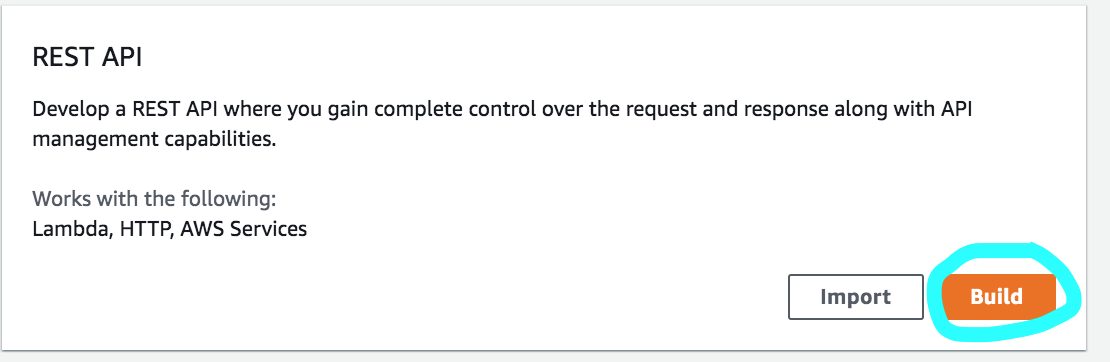 REST API
Develop a REST API where you gain complete control over the request and response along with API
management capabilities.
Works with the following:
Lambda, HTTP, AWS Services
Import
Build